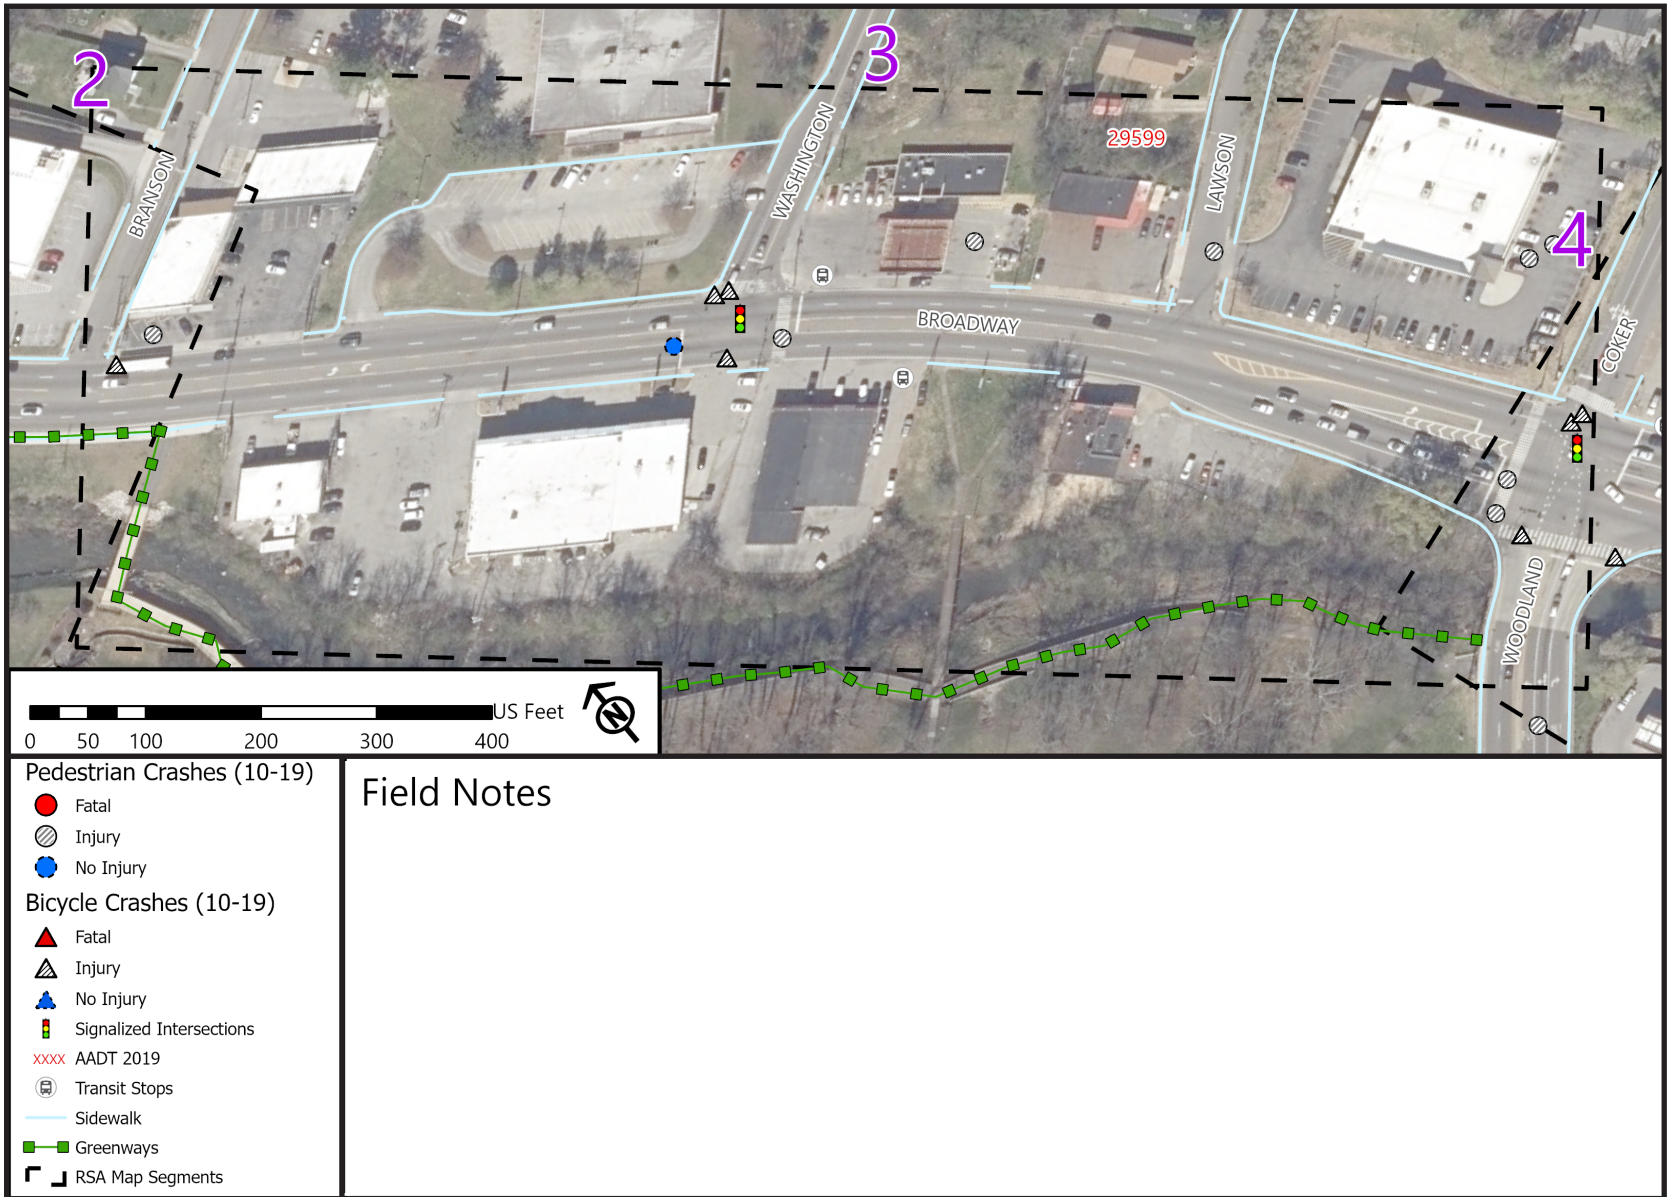 2
3
4
29599
BRANSON
WASHINGTON
LAWSON
BROADWAY
COKER
WOODLAND
US Feet
0 50 100 200 300 400
N
Pedestrian Crashes (10-19)
Fatal
Injury
No Injury
Bicycle Crashes (10-19)
Fatal
Injury
No Injury
Signalized Intersections
XXXX AADT 2019
Transit Stops
Sidewalk
Greenways
RSA Map Segments
Field Notes